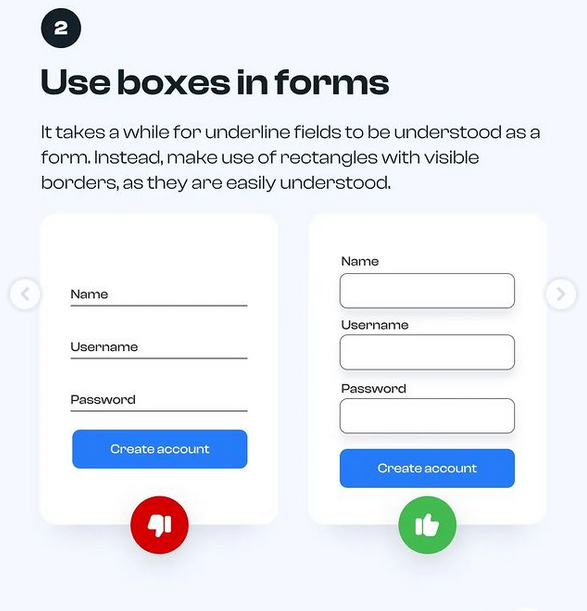 2
Use boxes in forms
It takes a while for underline fields to be understood as a
form. Instead, make use of rectangles with visible
borders, as they are easily understood.
Name
Username
Password
Create account
Name
Username
Password
Create account